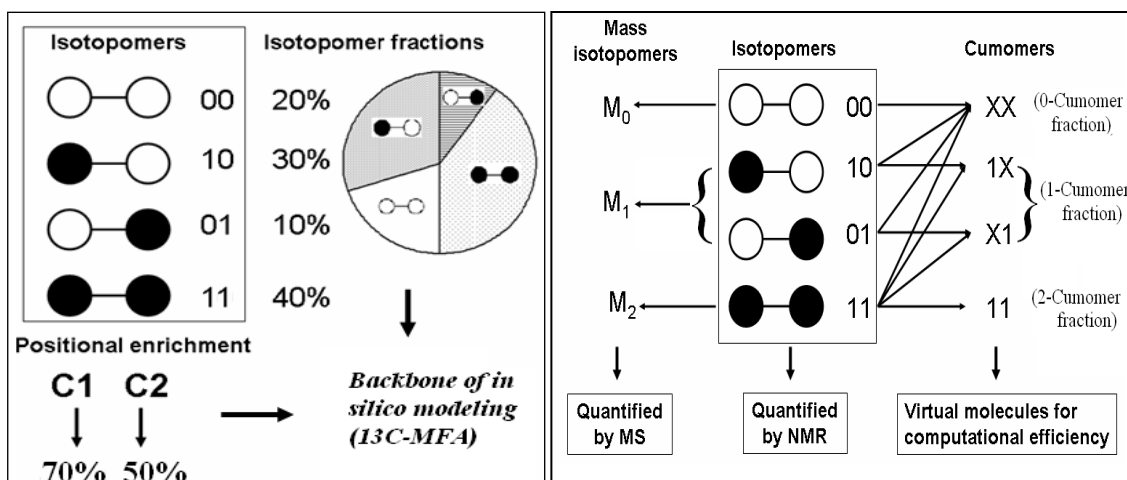 Isotopomers
Isotopomer fractions
00
20%
10
30%
01
10%
11
40%
Positional enrichment
C1 C2
70% 50%
Backbone of in
silico modeling
(13C-MFA)
Mass
isotopomers
Isotopomers
Cumomers
M0
00
XX
(0-Cumomer
fraction)
10
1X
M1
(1-Cumomer
fraction)
01
X1
M2
11
11
(2-Cumomer
fraction)
Quantified
by MS
Quantified
by NMR
Virtual molecules for
computational efficiency